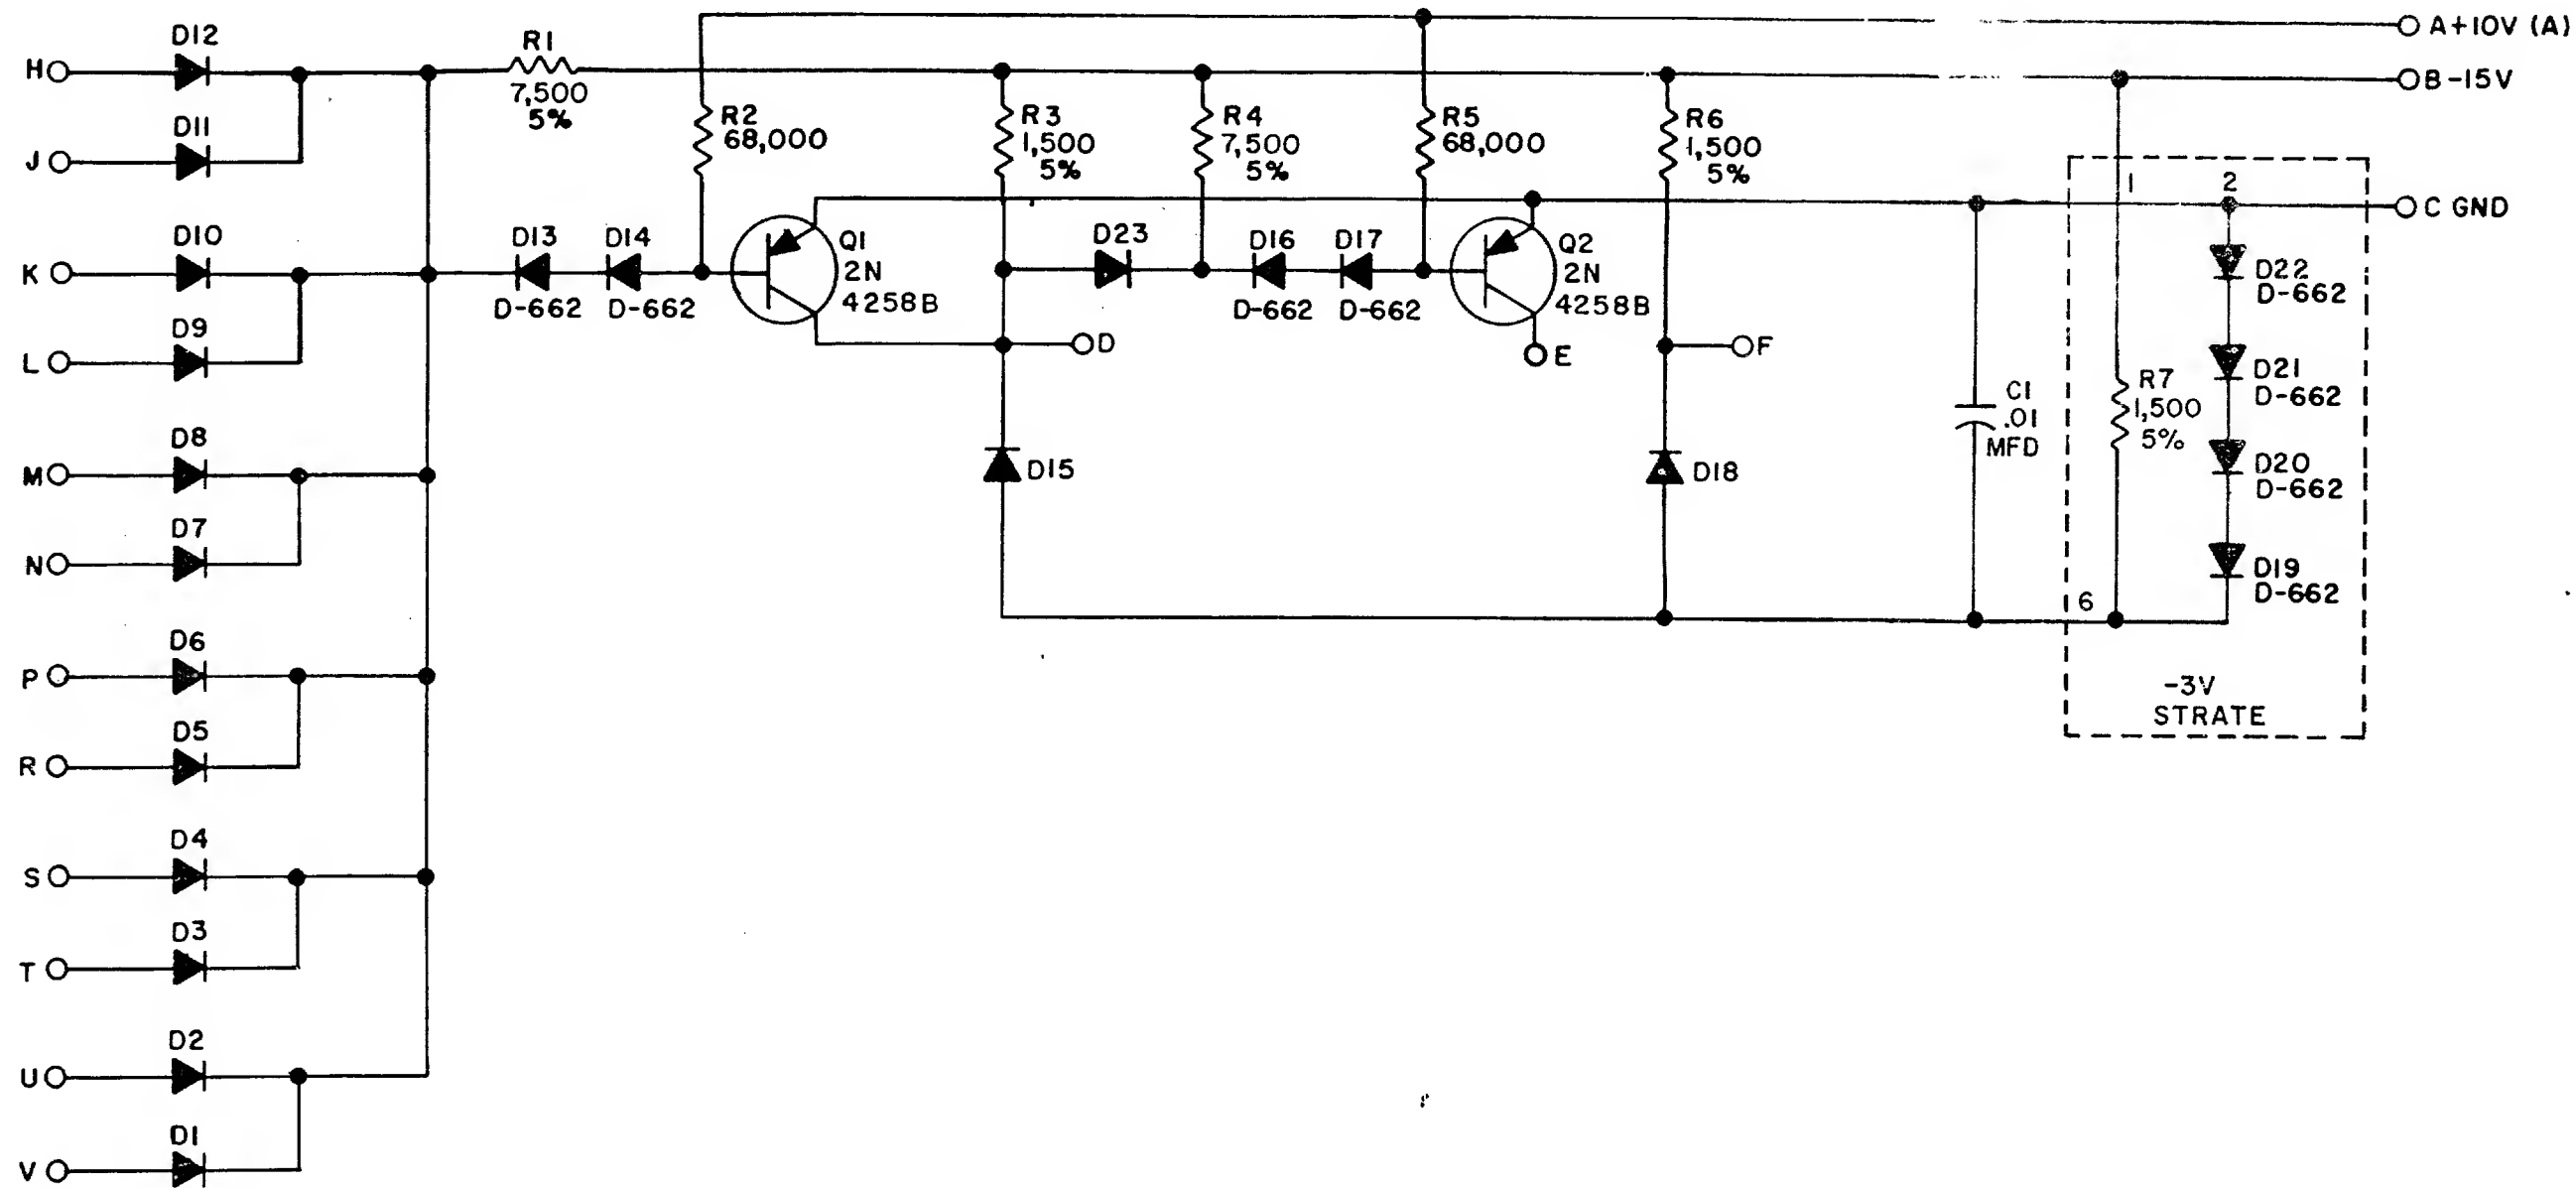 A+10V (A)
D12
R1
H
7,500
5%
B-15V
D11
R2
68,000
R3
1,500
5%
R4
7,500
5%
R5
68,000
R6
1,500
5%
J
1
2
C GND
D10
D13
D14
Q1
2N
4258B
D23
D16
D17
Q2
2N
4258B
D22
D-662
K
D-662
D-662
D-662
D-662
D9
D
E
F
L
D21
D-662
R7
1,500
5%
C1
.01
MFD
D8
M
D15
D18
D20
D-662
D7
N
D19
D-662
6
D6
P
-3V
STRATE
D5
R
D4
S
D3
T
D2
U
D1
V